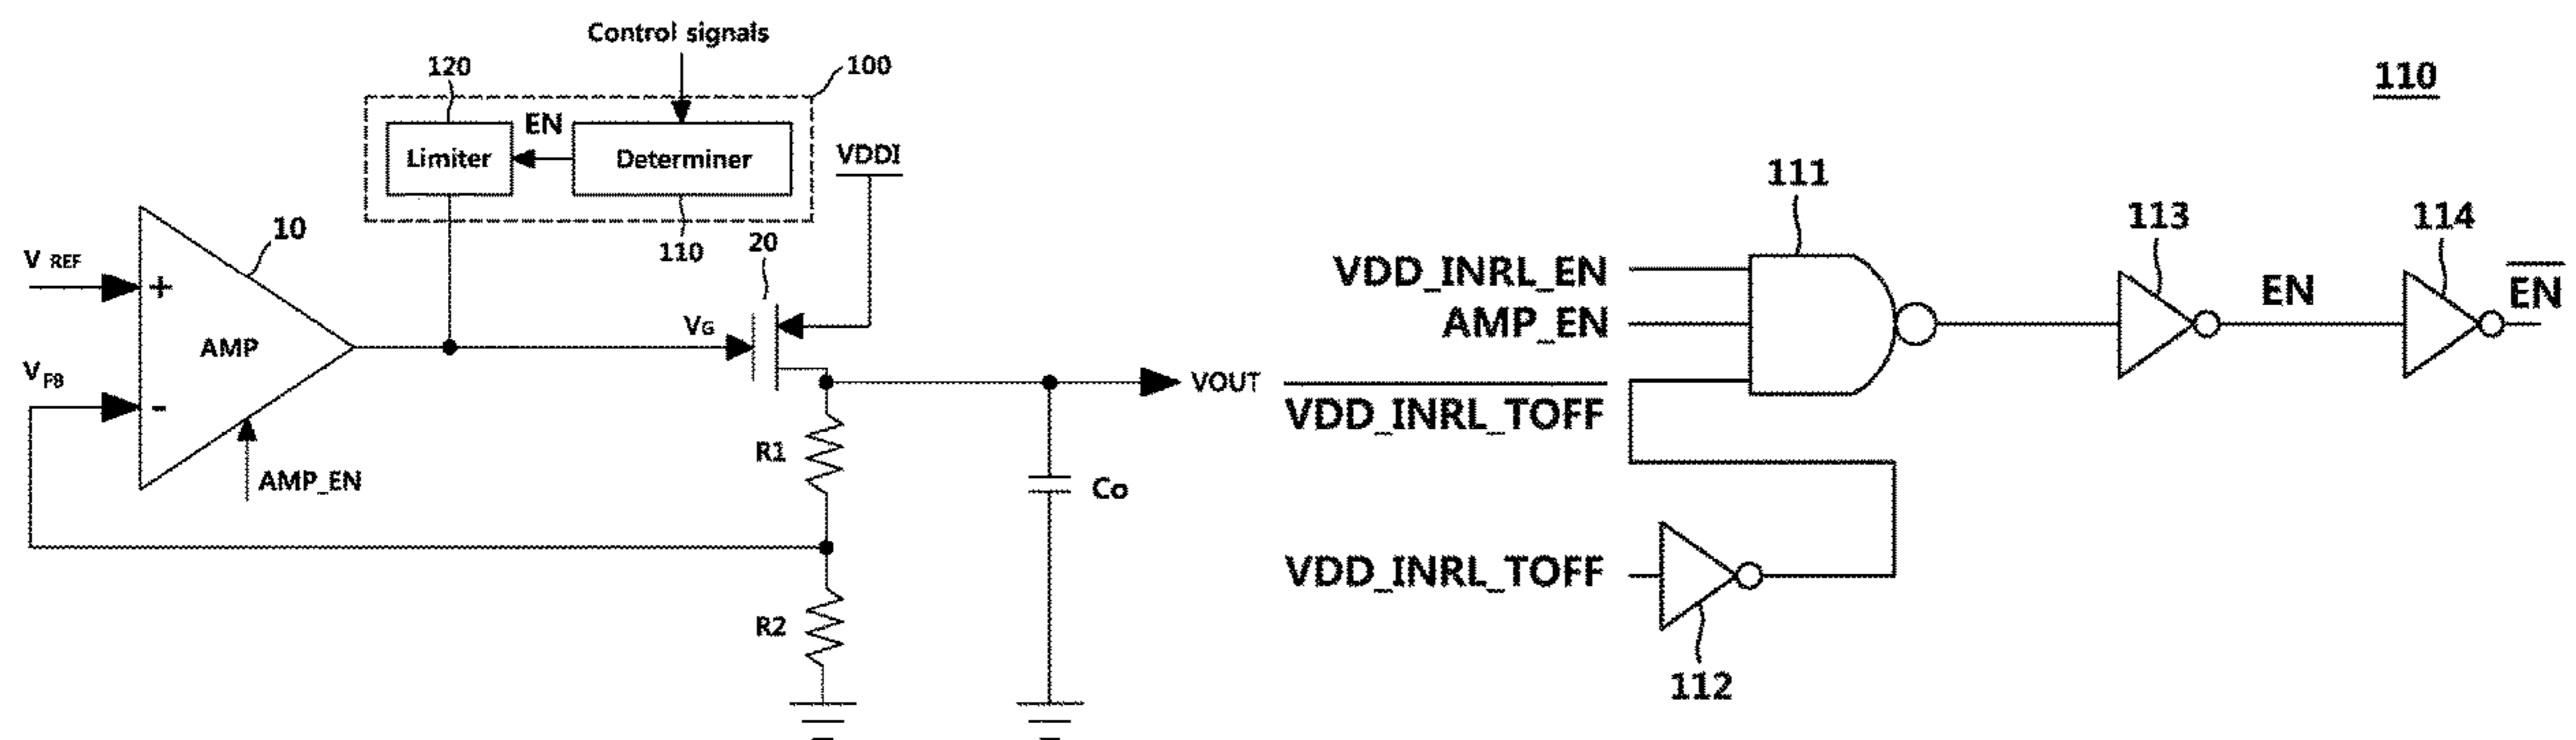 Control signals
120
100
EN
Limiter
Determiner
VDDI
10
110
20
V REF
+
AMP
VG
VFB
-
AMP_EN
VOUT
R1
Co
R2
110
111
113
114
VDD_INRL_EN
AMP_EN
EN
EN
VDD_INRL_TOFF
VDD_INRL_TOFF
112